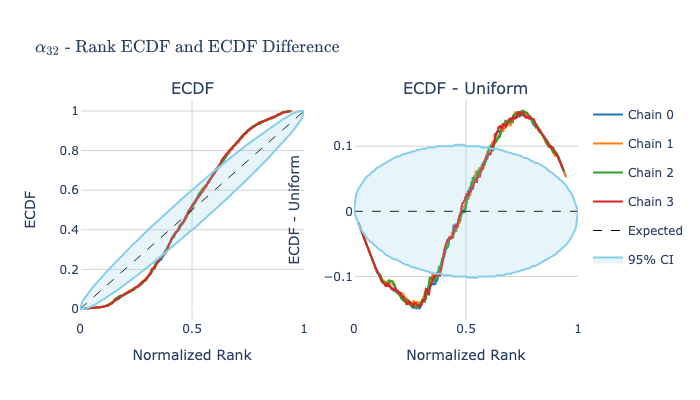 α32 - Rank ECDF and ECDF Difference
ECDF
ECDF
1
0.8
0.6
0.4
0.2
0
0
0.5
1
Normalized Rank
ECDF - Uniform
ECDF - Uniform
0.1
0
−0.1
0
0.5
1
Normalized Rank
Chain 0
Chain 1
Chain 2
Chain 3
Expected
95% CI